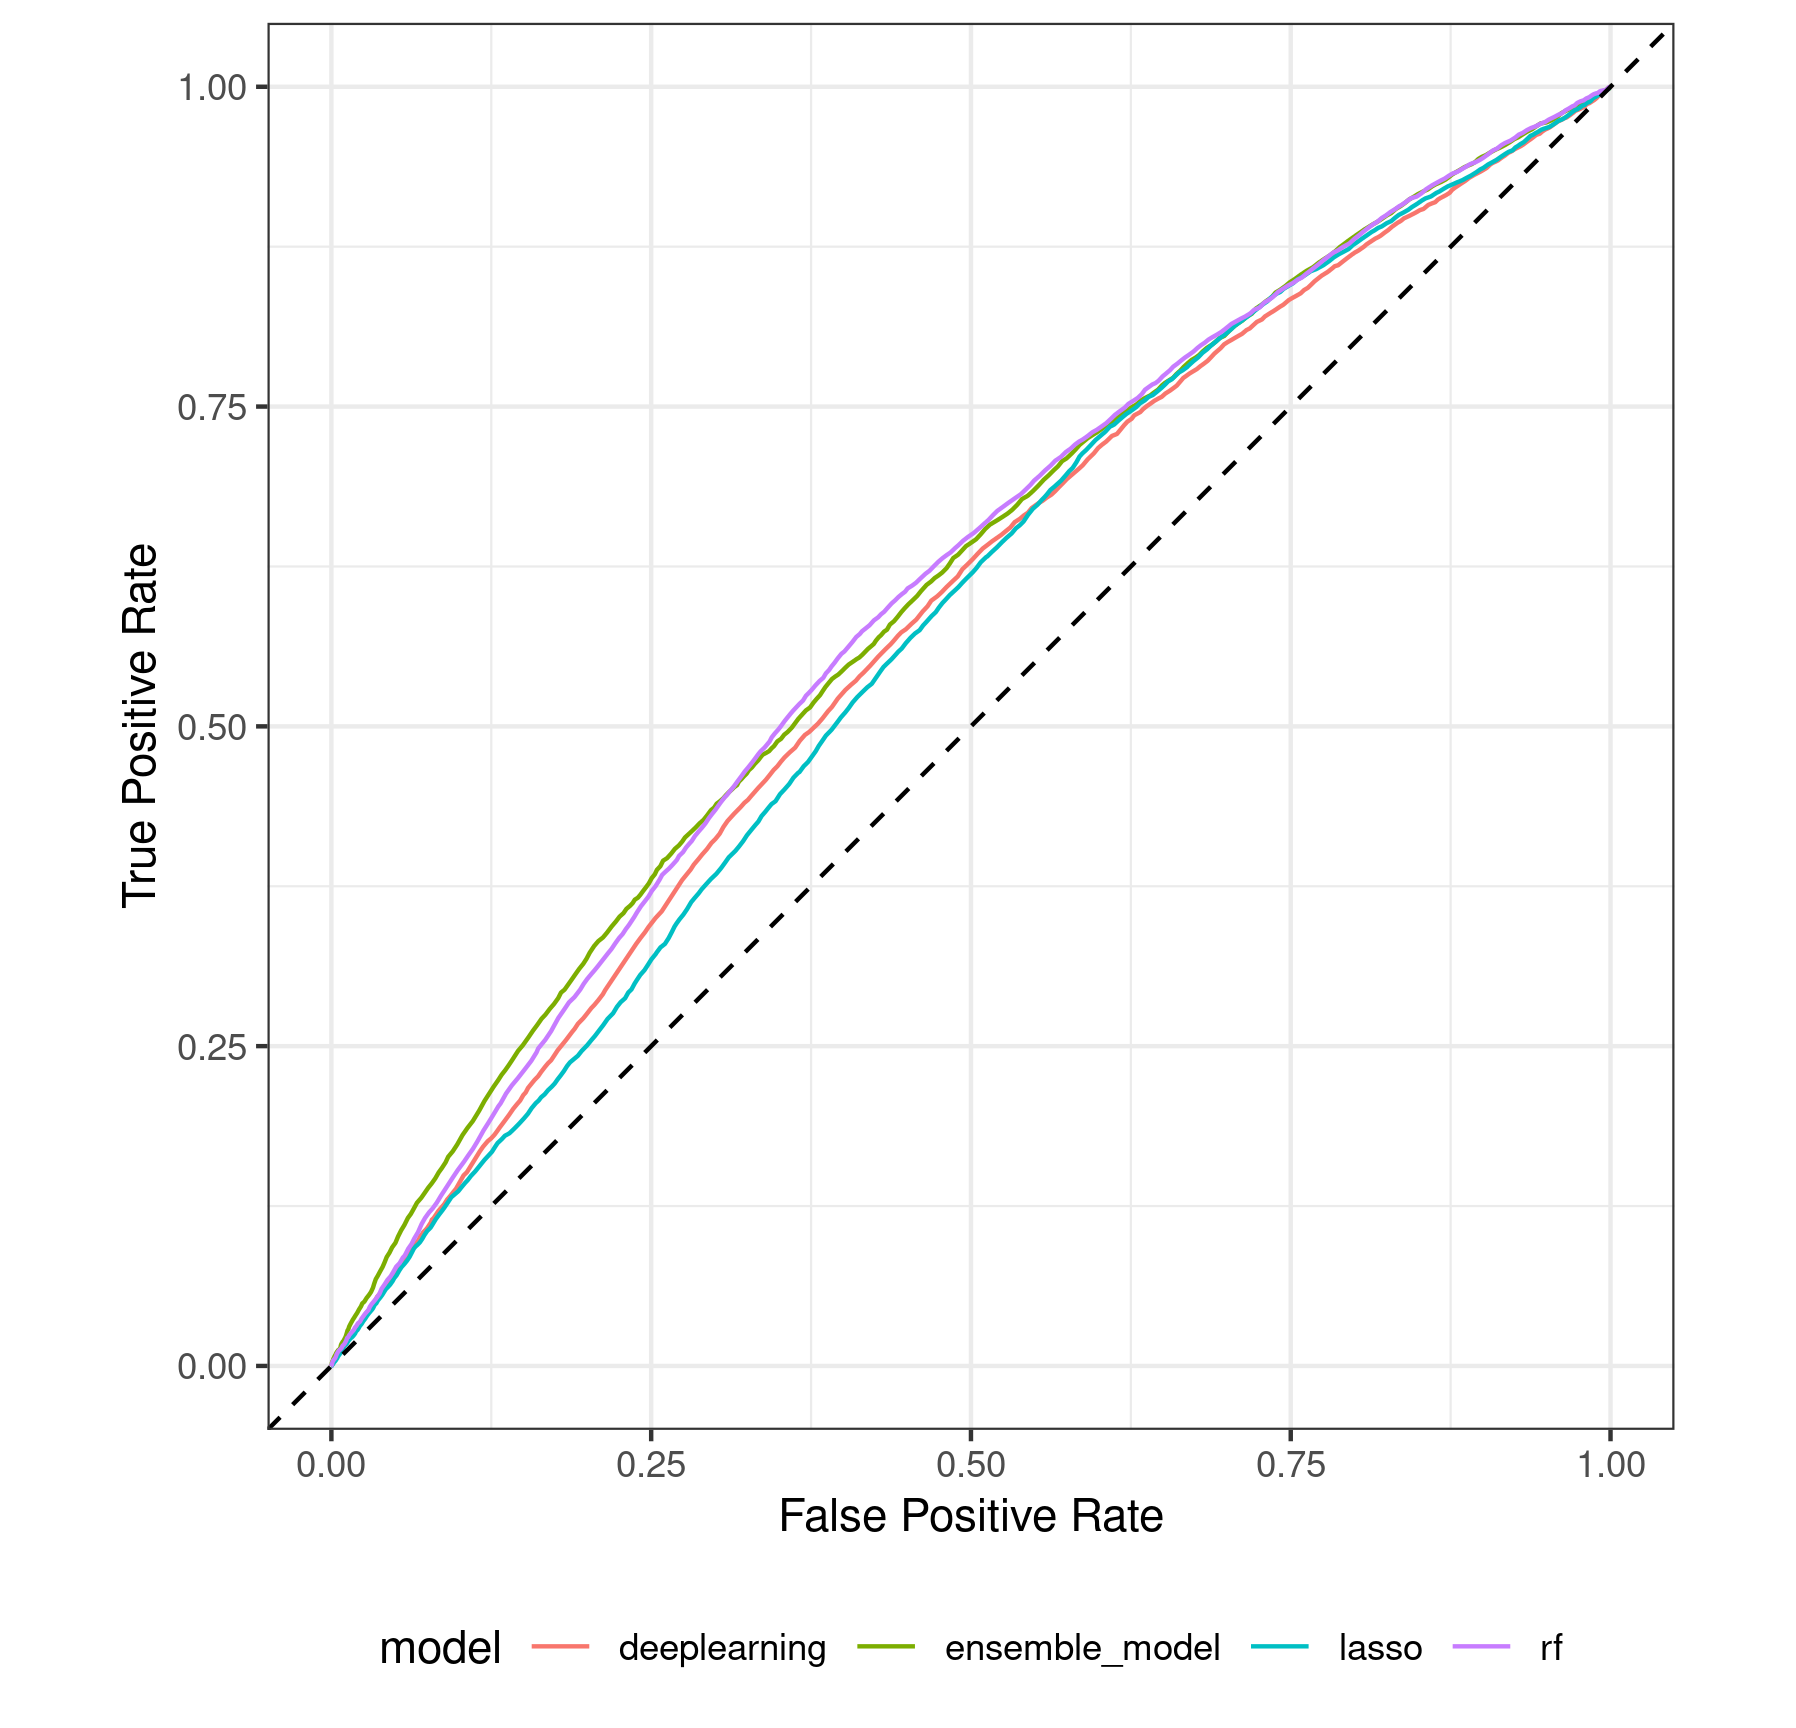 1.00
0.75
0.50
0.25
0.00
True Positive Rate
0.00 0.25 0.50 0.75 1.00
False Positive Rate
model deeplearning ensemble_model lasso rf